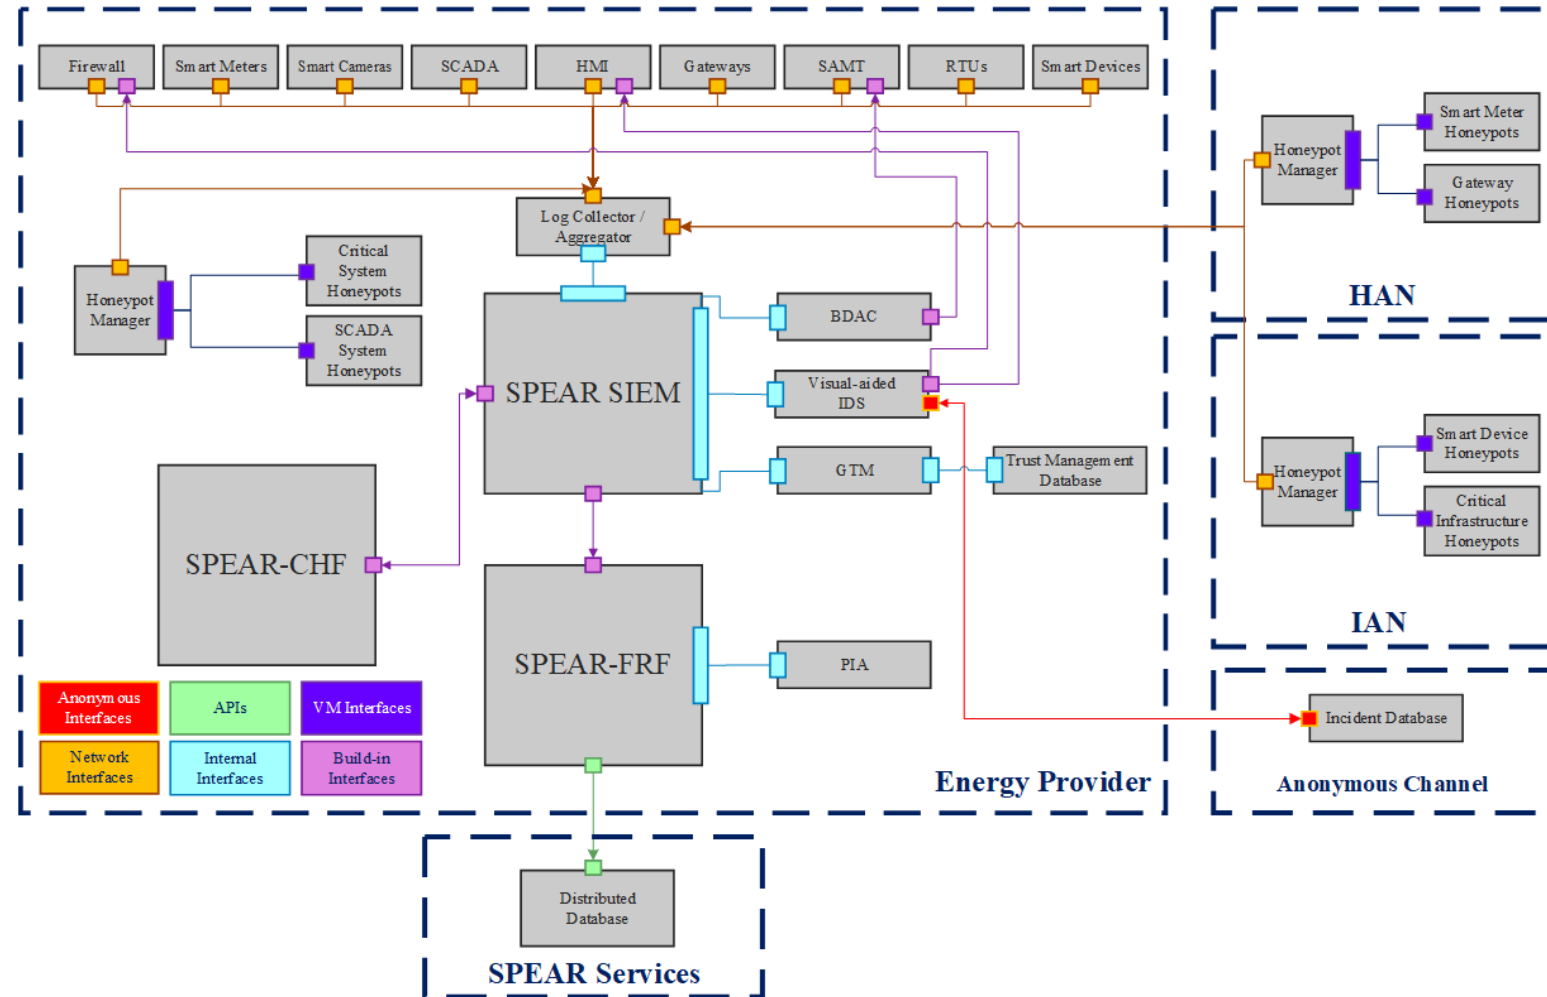 Firewall
Smart Meters
Smart Cameras
SCADA
HMI
Gateways
SAMT
RTUs
Smart Devices
Log Collector /
Aggregator
Honeypot
Manager
Critical
System
Honeypots
SCADA
System
Honeypots
SPEAR SIEM
BDAC
Visual-aided
IDS
GTM
Trust Management
Database
SPEAR-CHF
SPEAR-FRF
PIA
Anonymous
Interfaces
APIs
VM Interfaces
Network
Interfaces
Internal
Interfaces
Build-in
Interfaces
Energy Provider
Honeypot
Manager
Smart Meter
Honeypots
Gateway
Honeypots
HAN
Honeypot
Manager
Smart Device
Honeypots
Critical
Infrastructure
Honeypots
IAN
Incident Database
Anonymous Channel
Distributed
Database
SPEAR Services